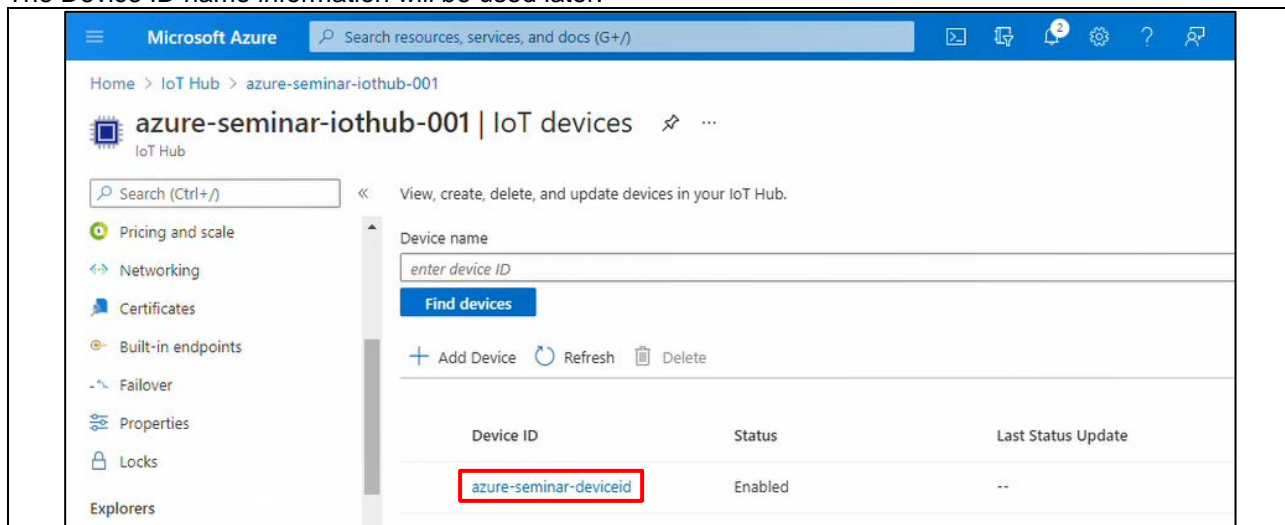 The Device ID name information will be used later.
Microsoft Azure
Search resources, services, and docs (G+/)
2
Home > IoT Hub > azure-seminar-iothub-001
azure-seminar-iothub-001 | IoT devices
IoT Hub
Search (Ctrl+/)
Pricing and scale
Networking
Certificates
Built-in endpoints
Failover
Properties
Locks
Explorers
View, create, delete, and update devices in your IoT Hub.
Device name
enter device ID
Find devices
Add Device Refresh Delete
Device ID Status Last Status Update
azure-seminar-deviceid Enabled --